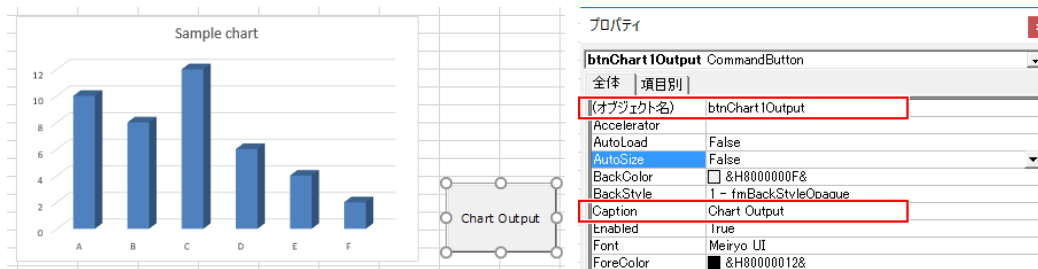 Sample chart
12
10
8
6
4
2
0
A B C D E F
Chart Output
プロパティ
btnChart1Output CommandButton
全体 項目別
(オブジェクト名) btnChart1Output
Accelerator
AutoLoad False
AutoSize False
BackColor &H8000000F&
BackStyle 1 - fmBackStyleOpaque
Caption Chart Output
Enabled True
Font Meiryo UI
ForeColor &H80000012&